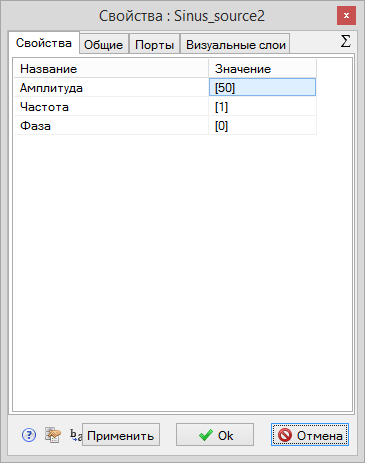 Свойства : Sinus_source2
x
Свойства Общие Порты Визуальные слои Σ
Название Значение
Амплитуда [50]
Частота [1]
Фаза [0]
? Применить Ok Отмена